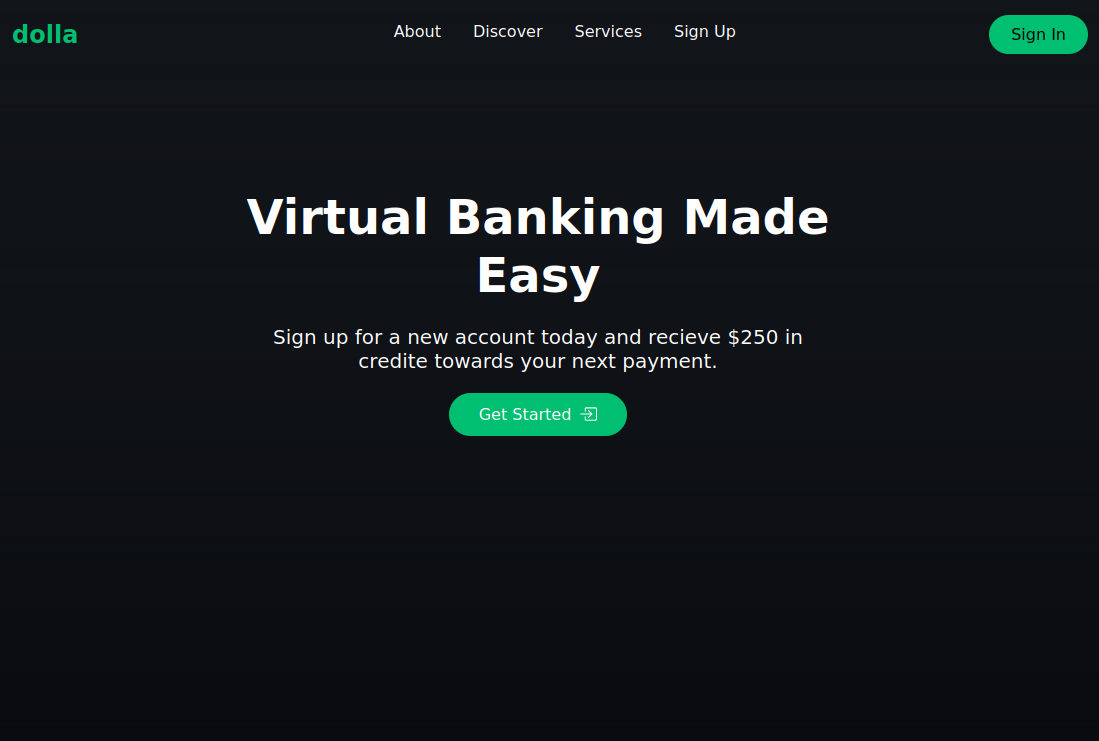 dolla
About
Discover
Services
Sign Up
Sign In
Virtual Banking Made
Easy
Sign up for a new account today and recieve $250 in
credite towards your next payment.
Get Started